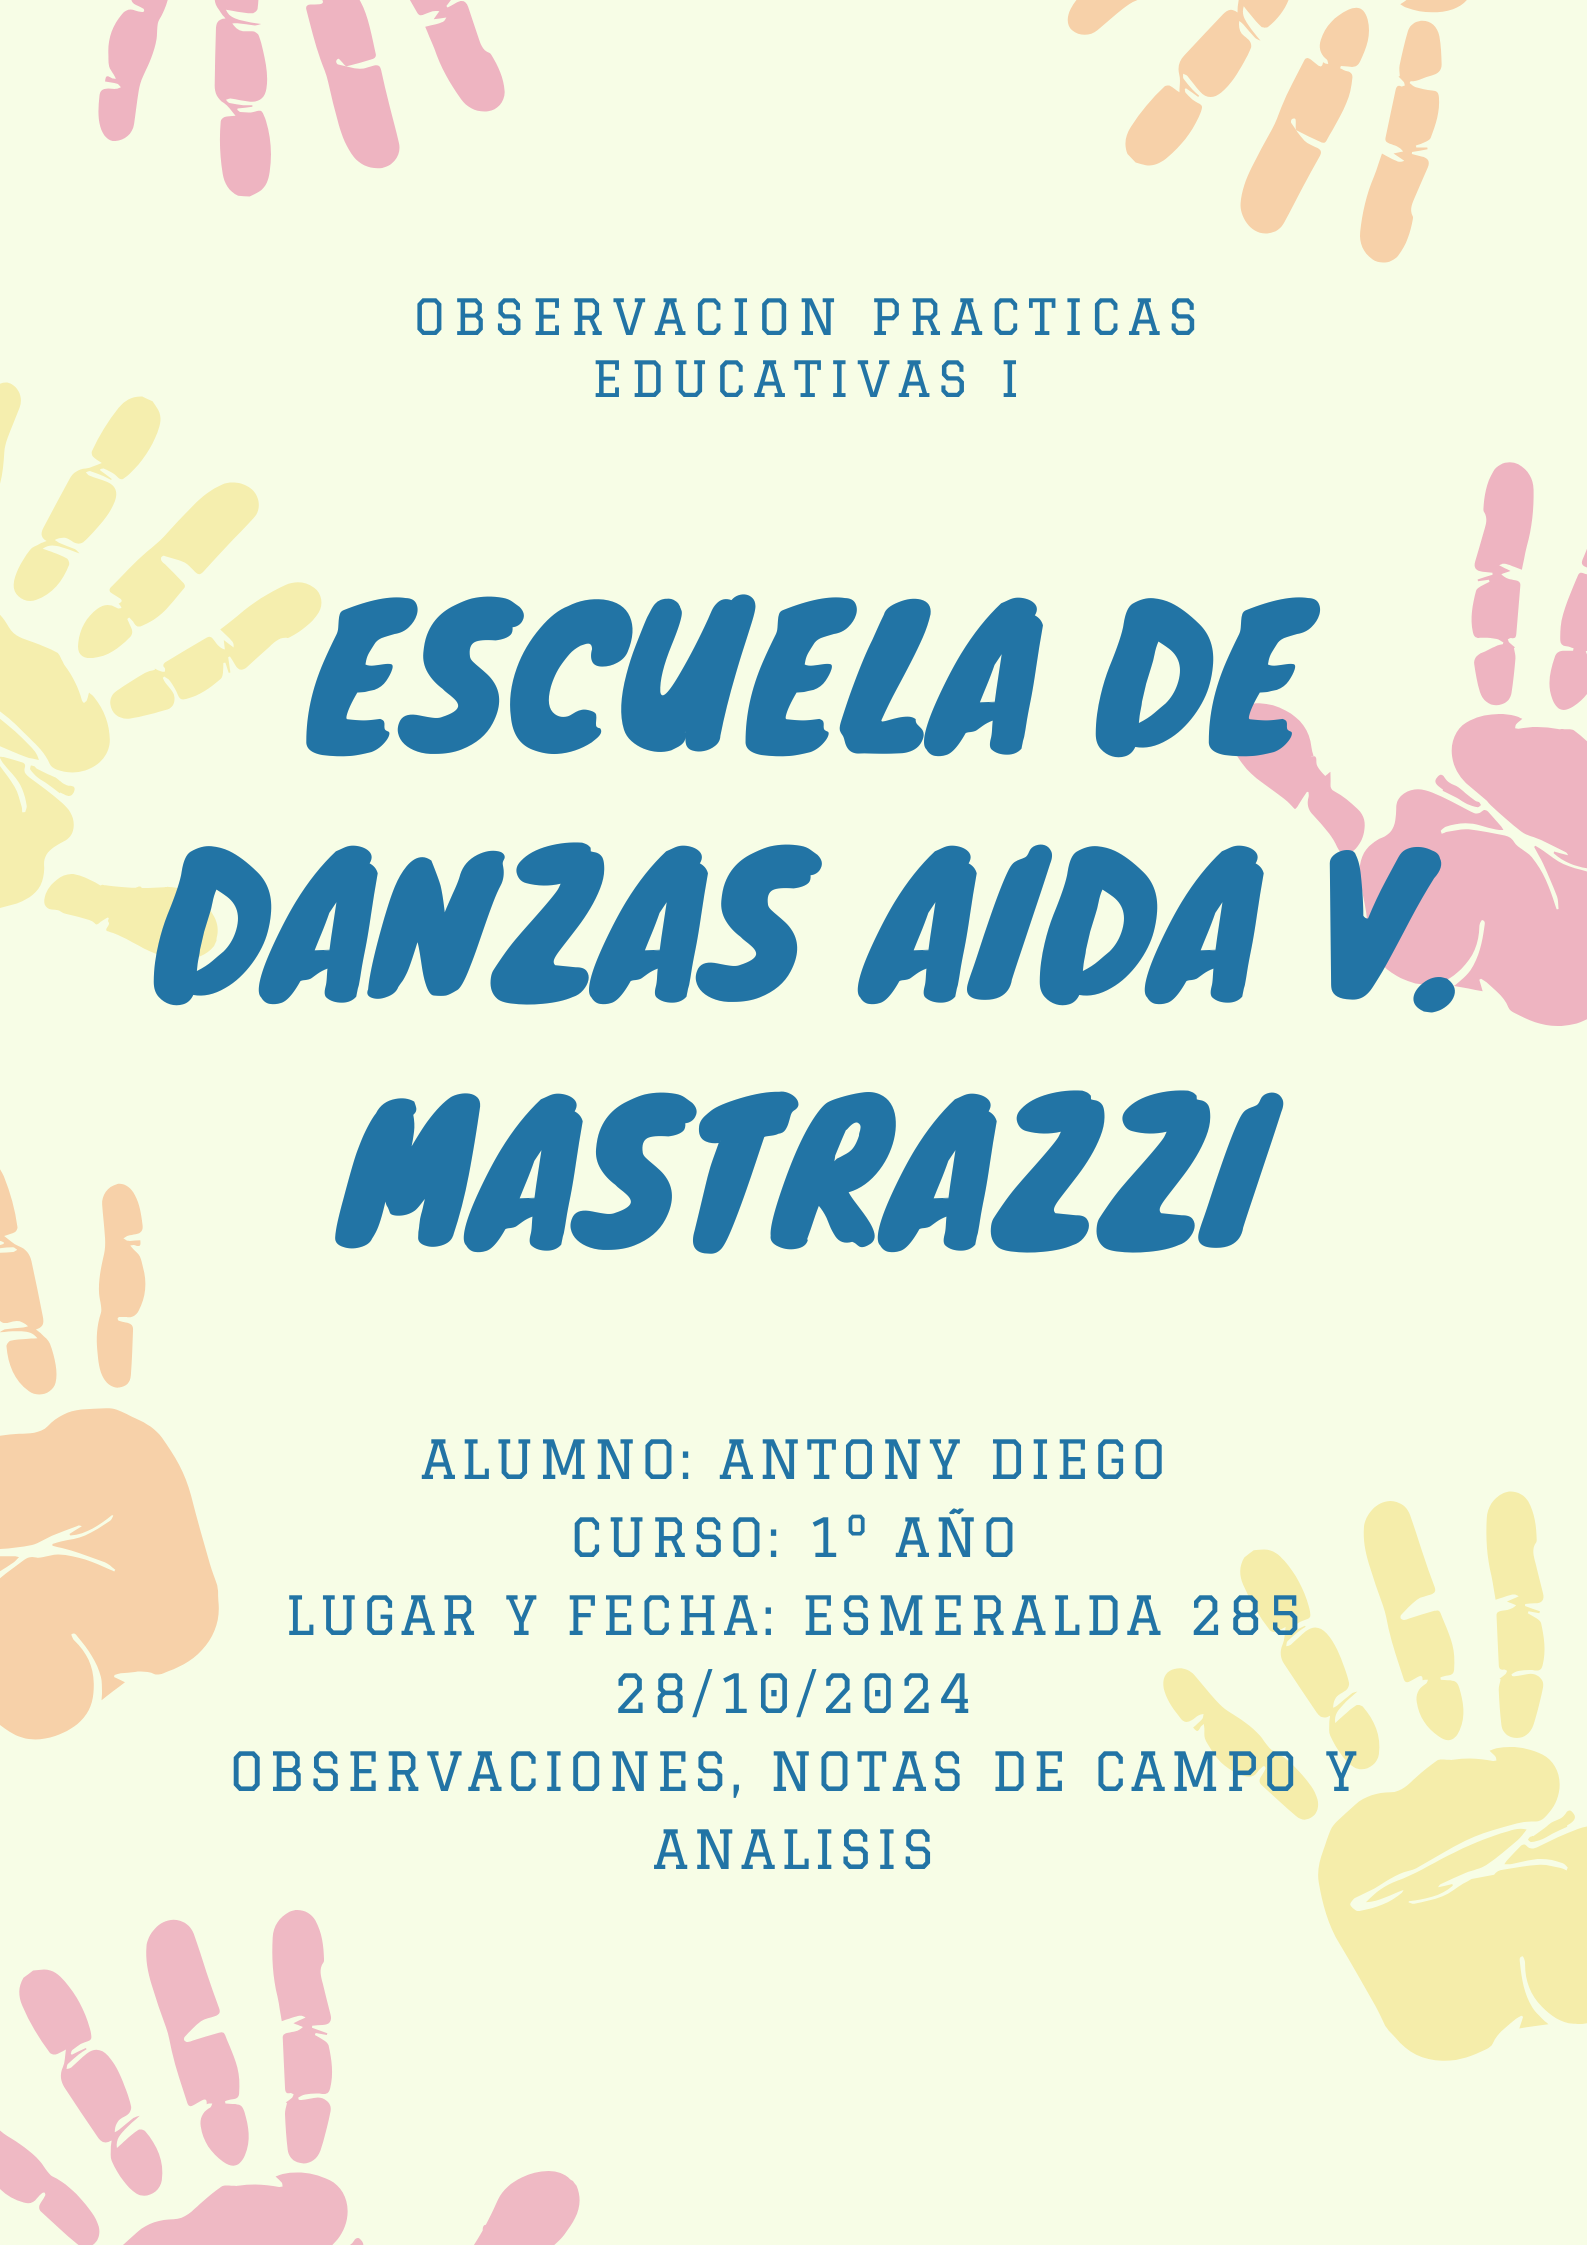 OBSERVACION PRACTICAS
EDUCATIVAS I
ESCUELA DE
DANZAS AIDA V.
MASTRAZZI
ALUMNO: ANTONY DIEGO
CURSO: 1º AÑO
LUGAR Y FECHA: ESMERALDA 285
28/10/2024
OBSERVACIONES, NOTAS DE CAMPO Y
ANALISIS